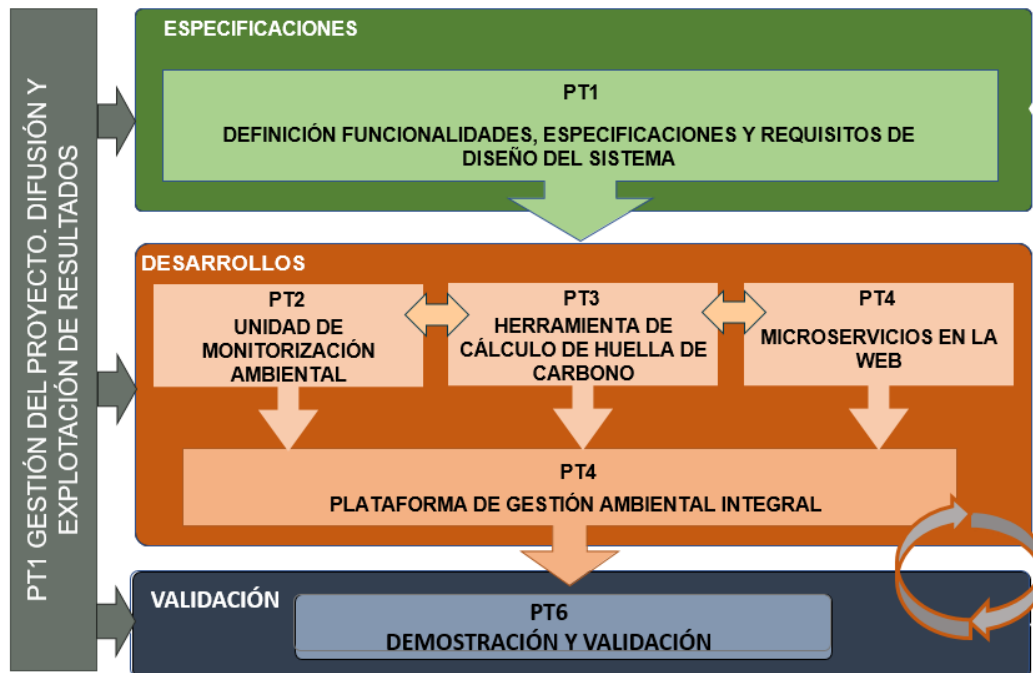 PT1 GESTIÓN DEL PROYECTO. DIFUSIÓN Y
EXPLOTACIÓN DE RESULTADOS
ESPECIFICACIONES
PT1
DEFINICIÓN FUNCIONALIDADES, ESPECIFICACIONES Y REQUISITOS DE
DISEÑO DEL SISTEMA
DESARROLLOS
PT2
UNIDAD DE
MONITORIZACIÓN
AMBIENTAL
PT3
HERRAMIENTA DE
CÁLCULO DE HUELLA DE
CARBONO
PT4
MICROSERVICIOS EN LA
WEB
PT4
PLATAFORMA DE GESTIÓN AMBIENTAL INTEGRAL
VALIDACIÓN
PT6
DEMOSTRACIÓN Y VALIDACIÓN